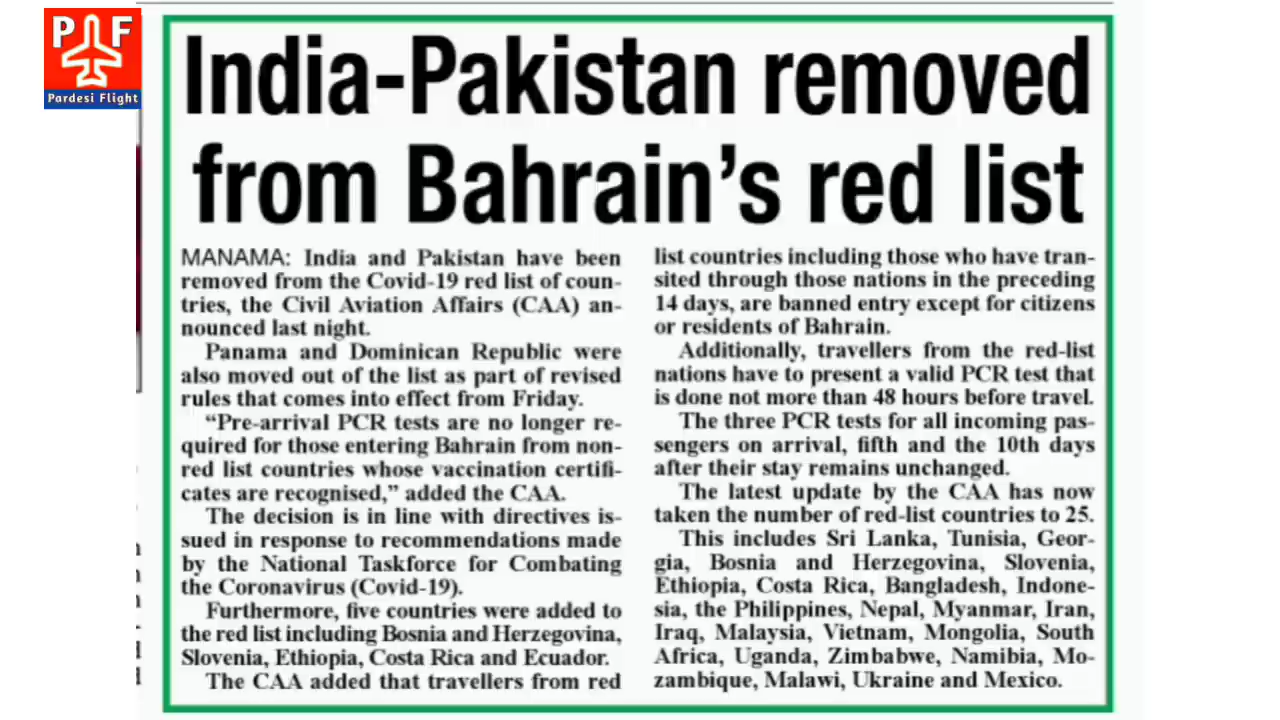 P F
Pardesi Flight
India-Pakistan removed
from Bahrain's red list
MANAMA: India and Pakistan have been
removed from the Covid-19 red list of coun-
tries, the Civil Aviation Affairs (CAA) an-
nounced last night.
Panama and Dominican Republic were
also moved out of the list as part of revised
rules that comes into effect from Friday.
“Pre-arrival PCR tests are no longer re-
quired for those entering Bahrain from non-
red list countries whose vaccination certifi-
cates are recognised,” added the CAA.
The decision is in line with directives is-
sued in response to recommendations made
by the National Taskforce for Combating
the Coronavirus (Covid-19).
Furthermore, five countries were added to
the red list including Bosnia and Herzegovina,
Slovenia, Ethiopia, Costa Rica and Ecuador.
The CAA added that travellers from red
list countries including those who have tran-
sited through those nations in the preceding
14 days, are banned entry except for citizens
or residents of Bahrain.
Additionally, travellers from the red-list
nations have to present a valid PCR test that
is done not more than 48 hours before travel.
The three PCR tests for all incoming pas-
sengers on arrival, fifth and the 10th days
after their stay remains unchanged.
The latest update by the CAA has now
taken the number of red-list countries to 25.
This includes Sri Lanka, Tunisia, Geor-
gia, Bosnia and Herzegovina, Slovenia,
Ethiopia, Costa Rica, Bangladesh, Indone-
sia, the Philippines, Nepal, Myanmar, Iran,
Iraq, Malaysia, Vietnam, Mongolia, South
Africa, Uganda, Zimbabwe, Namibia, Mo-
zambique, Malawi, Ukraine and Mexico.